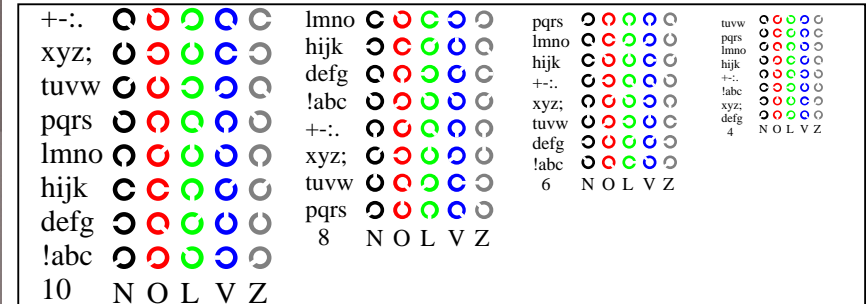 +-:.
xyz;
tuvw
pqrs
lmno
hijk
defg
!abc
10 N O L V Z
lmno
hijk
defg
!abc
+-:.
xyz;
tuvw
pqrs
8 N O L V Z
pqrs
lmno
hijk
+-:.
xyz;
tuvw
defg
!abc
6 N O L V Z
tuvw
pqrs
lmno
hijk
+-:.
!abc
xyz;
defg
4 N O L V Z